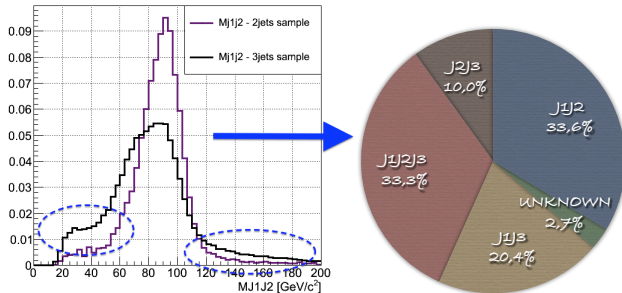 Mj1j2 - 2jets sample
Mj1j2 - 3jets sample
0.09
0.08
0.07
0.06
0.05
0.04
0.03
0.02
0.01
0
0 20 40 60 80 100 120 140 160 180 200
MJ1J2 [GeV/c²]
J2J3
10,0%
J1J2
33,6%
J1J2J3
33,3%
UNKNOWN
2,7%
J1J3
20,4%